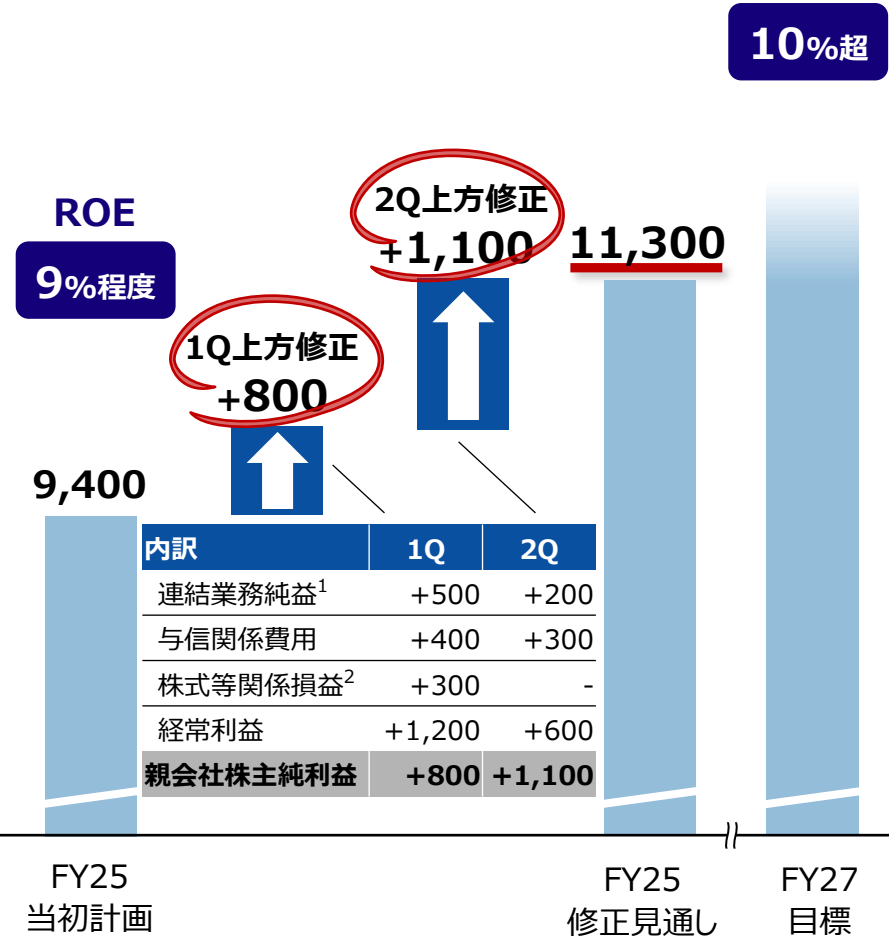 10%超
2Q上方修正
+1,100
11,300
ROE
9%程度
1Q上方修正
+800
9,400
内訳 1Q 2Q
連結業務純益1 +500 +200
与信関係費用 +400 +300
株式等関係損益2 +300 -
経常利益 +1,200 +600
親会社株主純利益 +800 +1,100
FY25
当初計画
FY25
修正見通し
FY27
目標